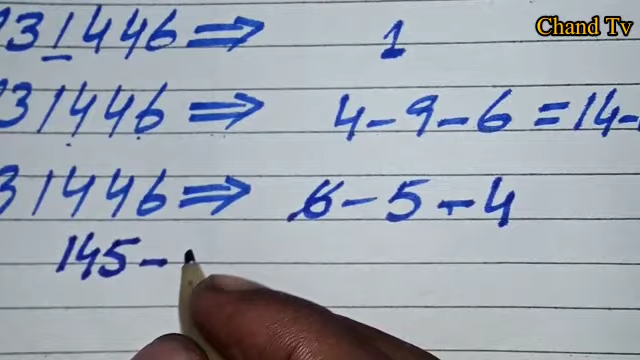 Chand Tv
31446 ⇒ 1
31446 ⇒ 4-9-6=14-
31446 ⇒ 6-5-4
145-